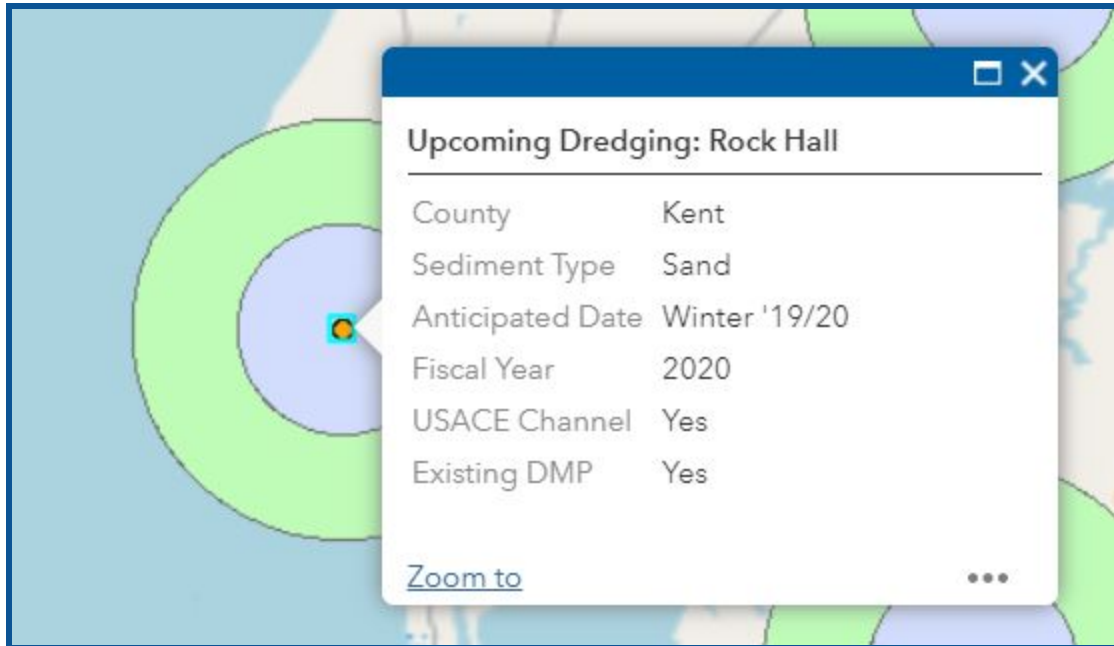 Upcoming Dredging: Rock Hall
County Kent
Sediment Type Sand
Anticipated Date Winter '19/20
Fiscal Year 2020
USACE Channel Yes
Existing DMP Yes
Zoom to